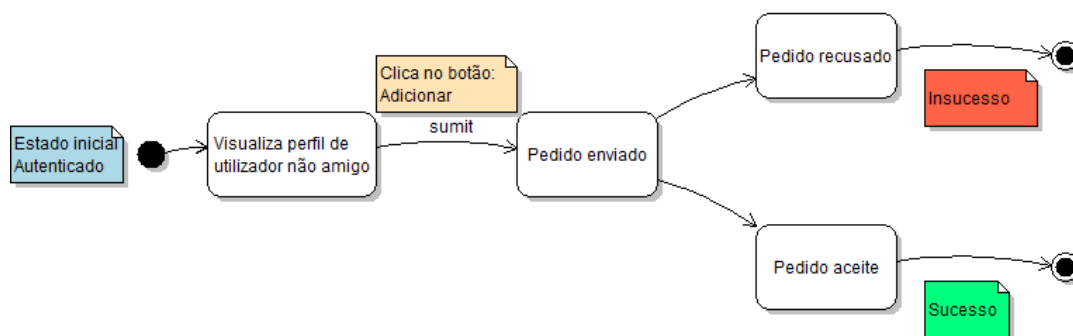 Estado inicial
Autenticado
Visualiza perfil de
utilizador não amigo
Clica no botão:
Adicionar
sumit
Pedido enviado
Pedido recusado
Insucesso
Pedido aceite
Sucesso